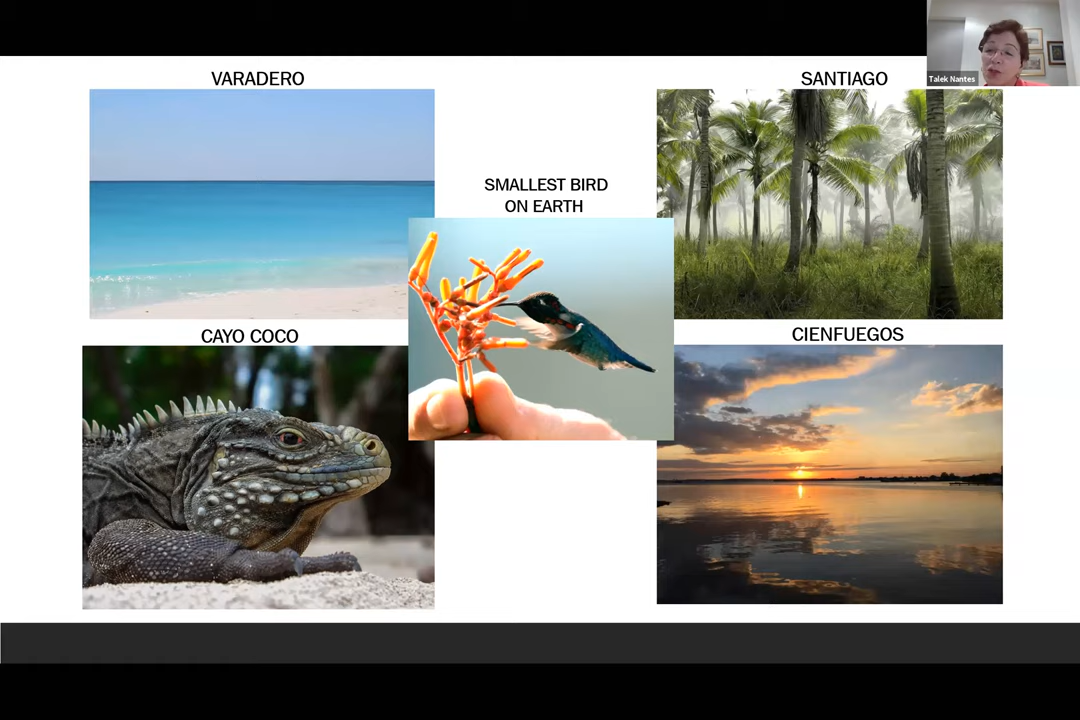 VARADERO
SANTIAGO
Talek Nantes
SMALLEST BIRD
ON EARTH
CAYO COCO
CIENFUEGOS